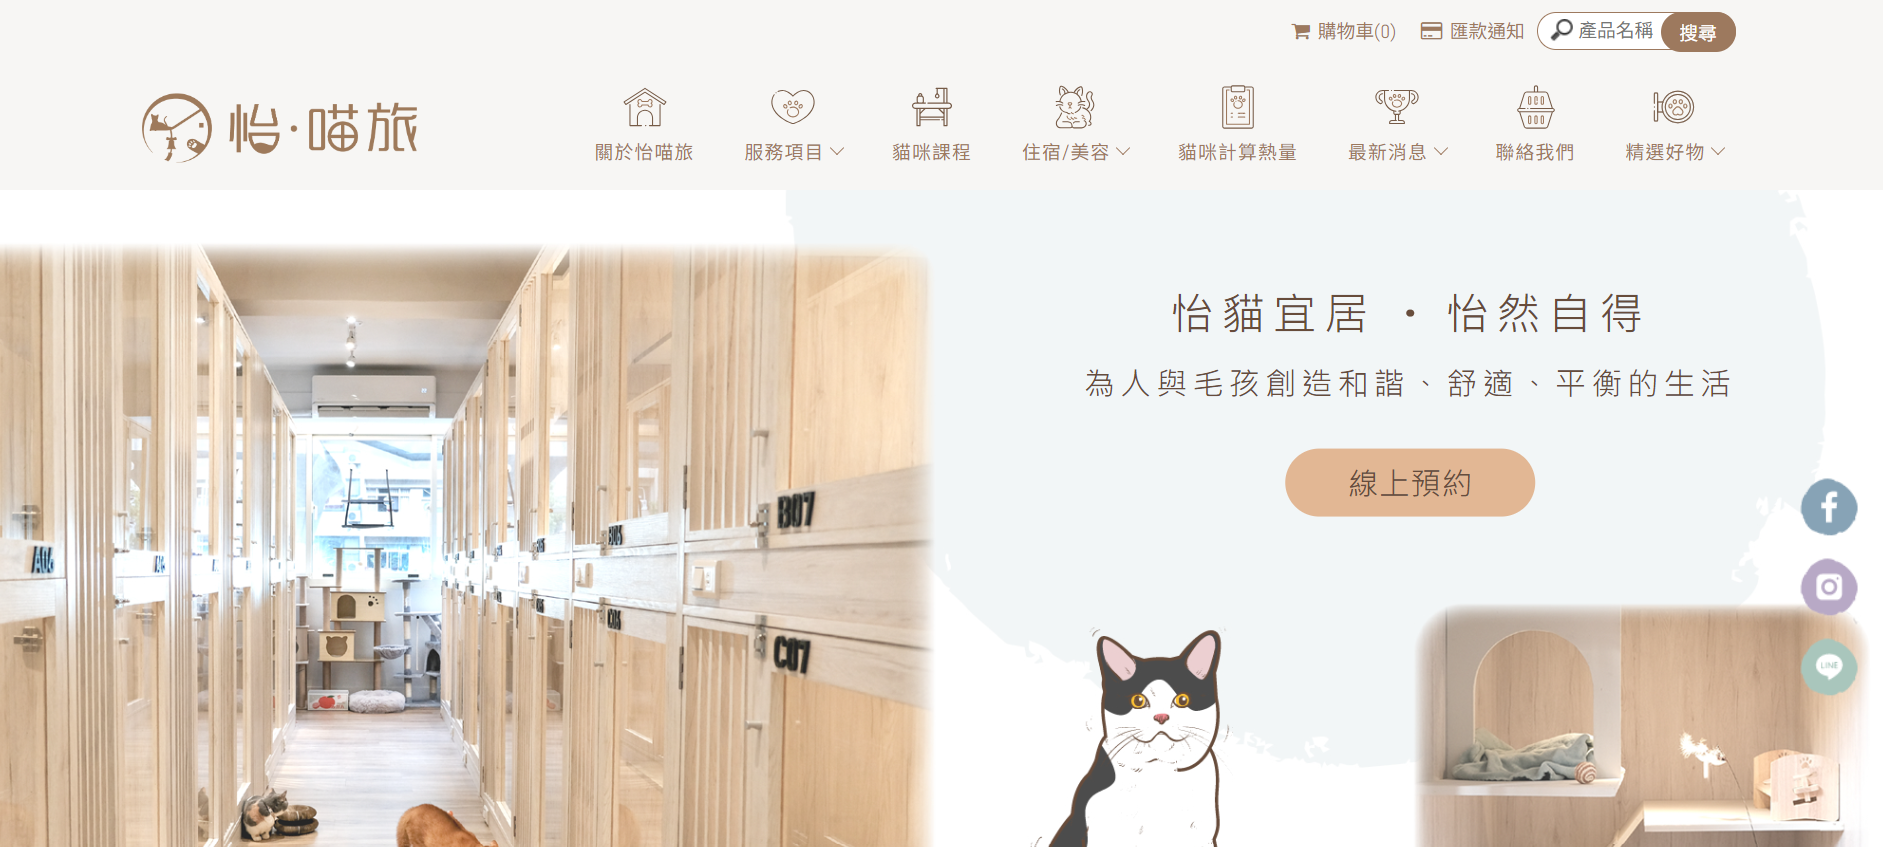 購物車(0)
匯款通知
產品名稱
搜尋
怡·喵旅
關於怡喵旅
服務項目
貓咪課程
住宿/美容
貓咪計算熱量
最新消息
聯絡我們
精選好物
怡貓宜居・怡然自得
為人與毛孩創造和諧、舒適、平衡的生活
線上預約
B07
A06
C07
LINE